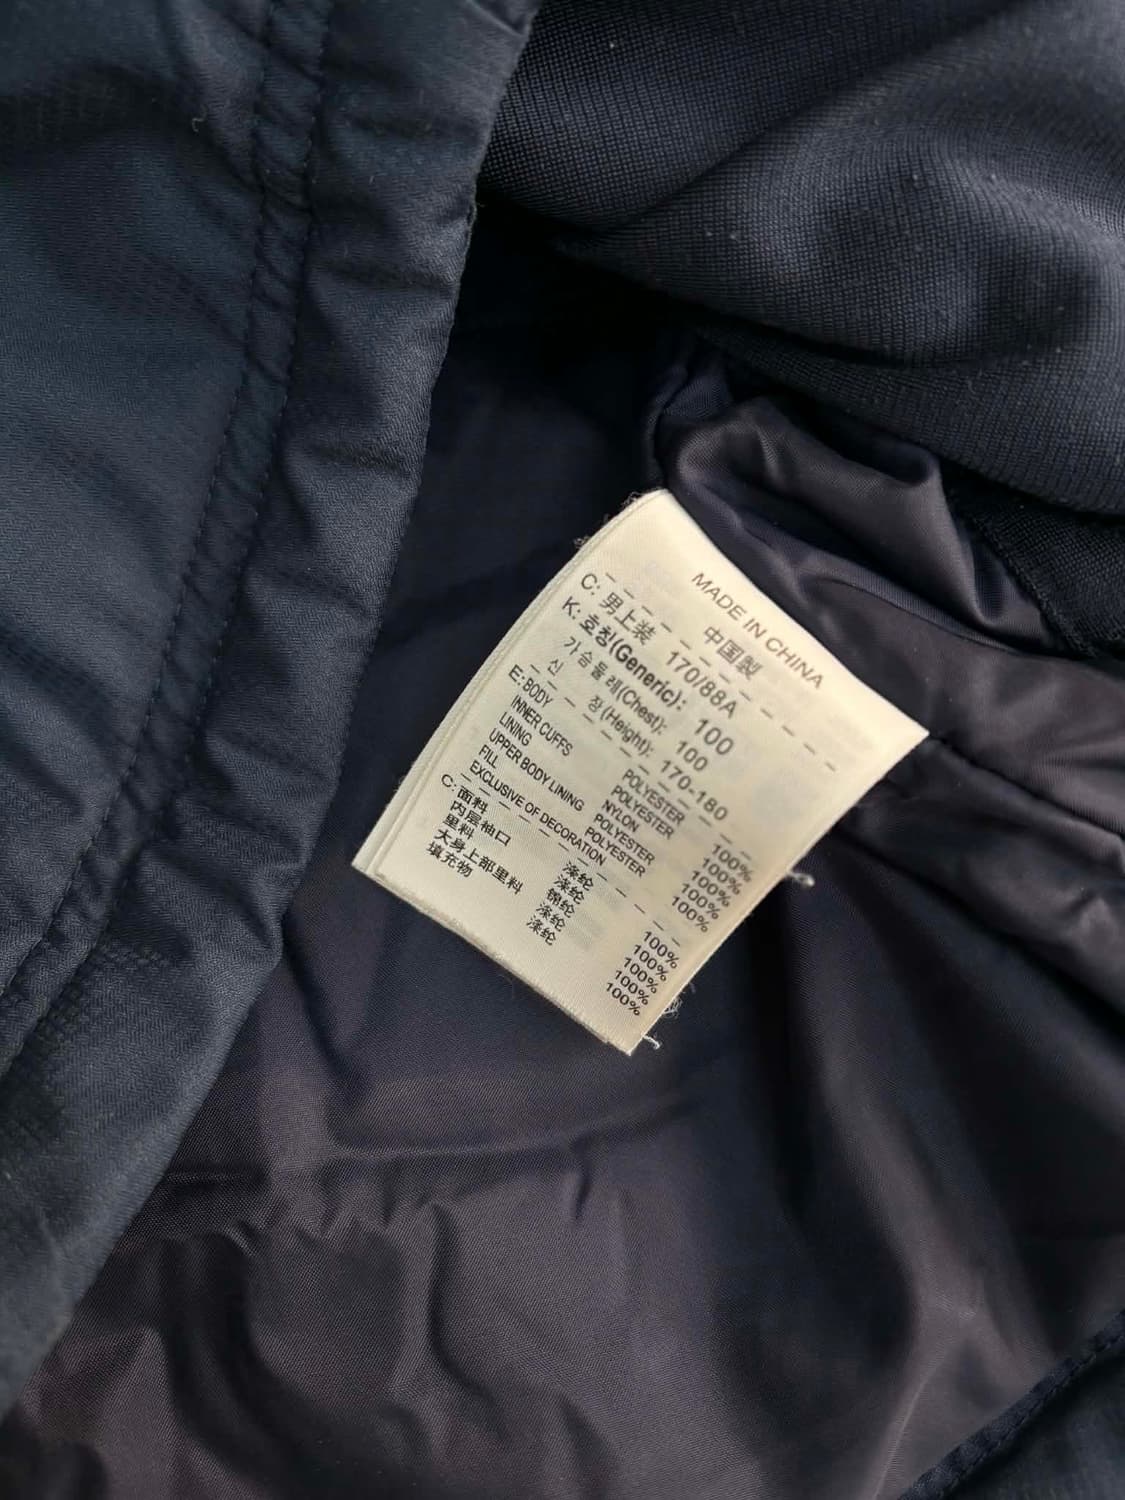 MADE IN CHINA
中国製
C: 男上装 170/88A
K: 호칭(Generic): 100
가슴둘레(Chest): 100
신 장(Height): 170-180
E: BODY POLYESTER 100%
INNER CUFFS POLYESTER 100%
LINING NYLON 100%
UPPER BODY LINING POLYESTER 100%
FILL POLYESTER 100%
EXCLUSIVE OF DECORATION
C: 面料 涤纶 100%
内层袖口 涤纶 100%
里料 锦纶 100%
大身上部里料 涤纶 100%
填充物 涤纶 100%